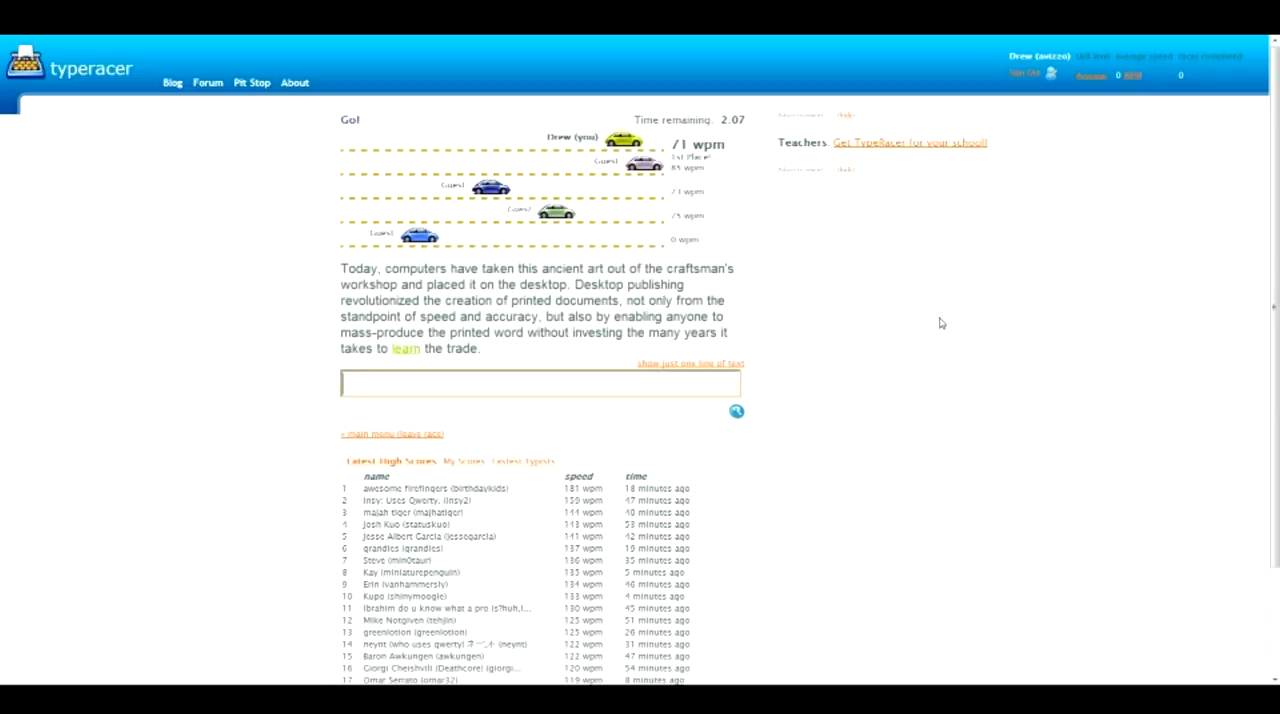 typeracer
Blog Forum Pit Stop About
Drew (avizzo)
0
0
Go!
Time remaining: 2:07
Drew (you)
71 wpm
Guest
1st Place!
85 wpm
Guest
Guest
75 wpm
Guest
0 wpm
Teachers: Get TypeRacer for your school!
Today, computers have taken this ancient art out of the craftsman's
workshop and placed it on the desktop. Desktop publishing
revolutionized the creation of printed documents, not only from the
standpoint of speed and accuracy, but also by enabling anyone to
mass-produce the printed word without investing the many years it
takes to learn the trade.
show just one line of text
« main menu (leave race)
Latest High Scores My Scores Fastest Typists
name speed time
1 awesome firefingers (birthdaykids) 181 wpm 18 minutes ago
2 Insy: Uses Qwerty. (insy2) 159 wpm 47 minutes ago
3 majah tiger (majhatiger) 144 wpm 40 minutes ago
4 Josh Kuo (statuskuo) 143 wpm 53 minutes ago
5 Jesse Albert Garcia (jessegarcia) 141 wpm 42 minutes ago
6 grandles (grandles) 137 wpm 19 minutes ago
7 Steve (min0taur) 136 wpm 35 minutes ago
8 Kay (miniaturepenguin) 135 wpm 5 minutes ago
9 Erin (vanhammersly) 134 wpm 46 minutes ago
10 Kupo (shinymoogle) 133 wpm 4 minutes ago
11 Ibrahim do u know what a pro is?huh,I... 130 wpm 45 minutes ago
12 Mike Notgiven (tehjin) 125 wpm 51 minutes ago
13 greenlotion (greenlotion) 125 wpm 26 minutes ago
14 neynt (who uses qwerty) (neynt) 122 wpm 31 minutes ago
15 Baron Awkungen (awkungen) 122 wpm 47 minutes ago
16 Giorgi Cheishvili (Deathcore) (giorgi... 120 wpm 54 minutes ago
17 Omar Serrato (omar32) 119 wpm 8 minutes ago